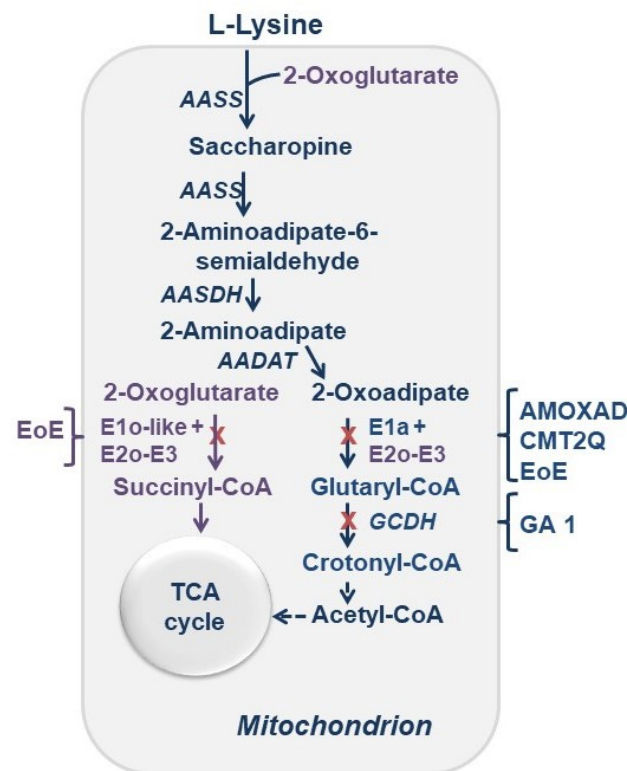 L-Lysine
2-Oxoglutarate
AASS
Saccharopine
AASS
2-Aminoadipate-6-
semialdehyde
AASDH
2-Aminoadipate
AADAT
2-Oxoglutarate
2-Oxoadipate
EoE
E1o-like +
E2o-E3
X
X
E1a +
E2o-E3
AMOXAD
CMT2Q
EoE
Succinyl-CoA
Glutaryl-CoA
X
GCDH
GA 1
Crotonyl-CoA
TCA
cycle
Acetyl-CoA
Mitochondrion